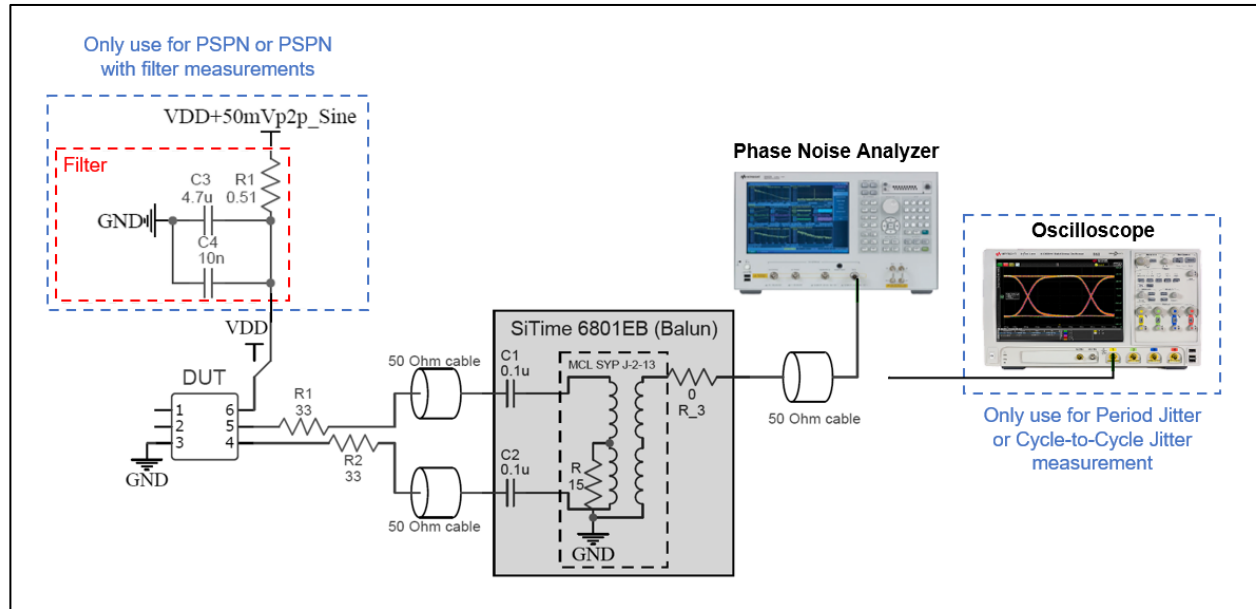 Only use for PSPN or PSPN
with filter measurements
VDD+50mVp2p_Sine
Filter
C3
4.7u
R1
0.51
GND
C4
10n
VDD
DUT
1
2
3
6
5
4
GND
R1
33
R2
33
50 Ohm cable
50 Ohm cable
SiTime 6801EB (Balun)
C1
0.1u
C2
0.1u
MCL SYP J-2-13
R
15
GND
0
R_3
50 Ohm cable
Phase Noise Analyzer
Oscilloscope
Only use for Period Jitter
or Cycle-to-Cycle Jitter
measurement